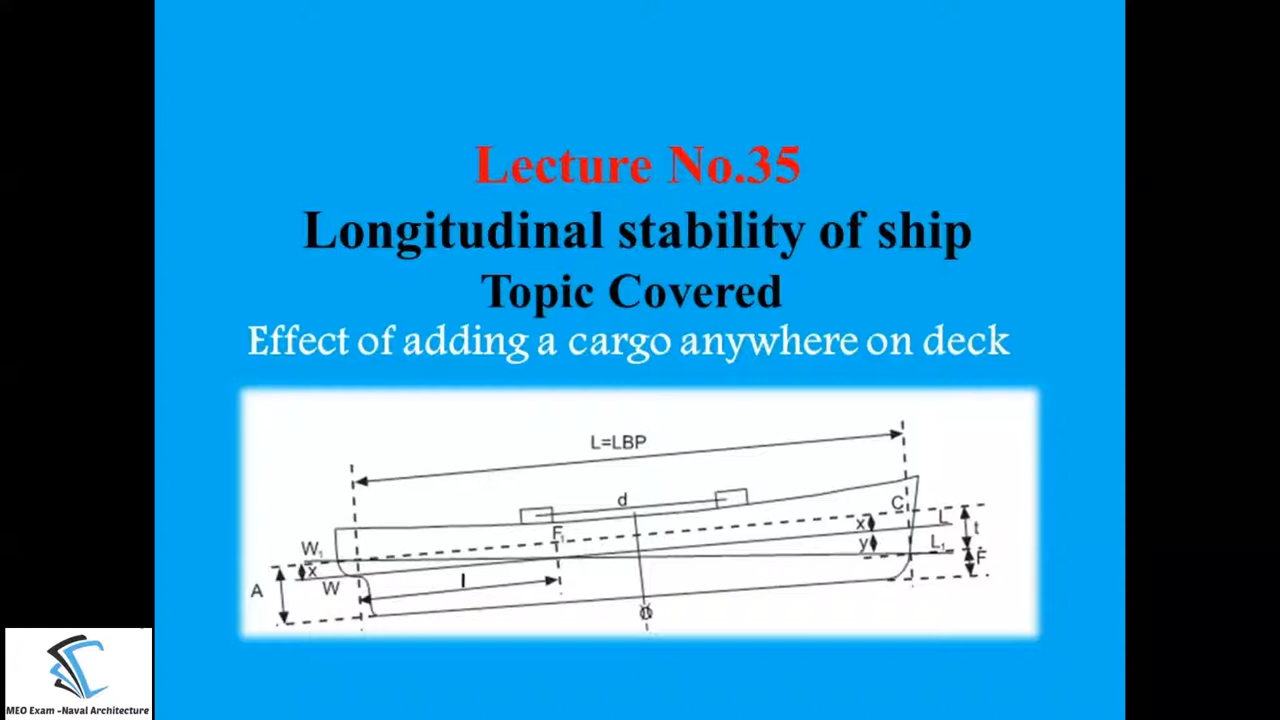 Lecture No.35
Longitudinal stability of ship
Topic Covered
Effect of adding a cargo anywhere on deck
L=LBP
d
C
F₁
x
L
t
W₁
y
L₁
F
x
A
W
l
MEO Exam -Naval Architecture